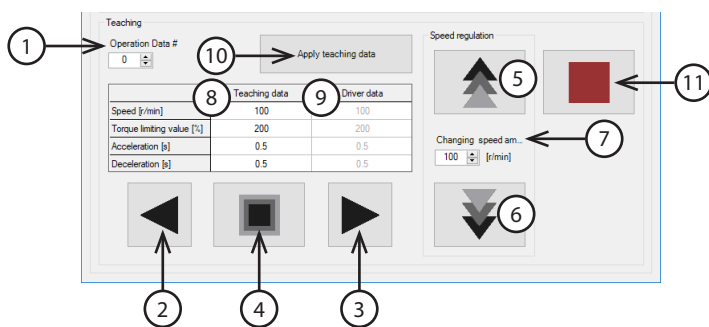 Teaching
Speed regulation
1
Operation Data #
0
10
Apply teaching data
5
11
8
Teaching data
9
Driver data
Speed [r/min]
100
100
Torque limiting value [%]
200
200
Acceleration [s]
0.5
0.5
Deceleration [s]
0.5
0.5
7
Changing speed am...
100
[r/min]
6
2
4
3